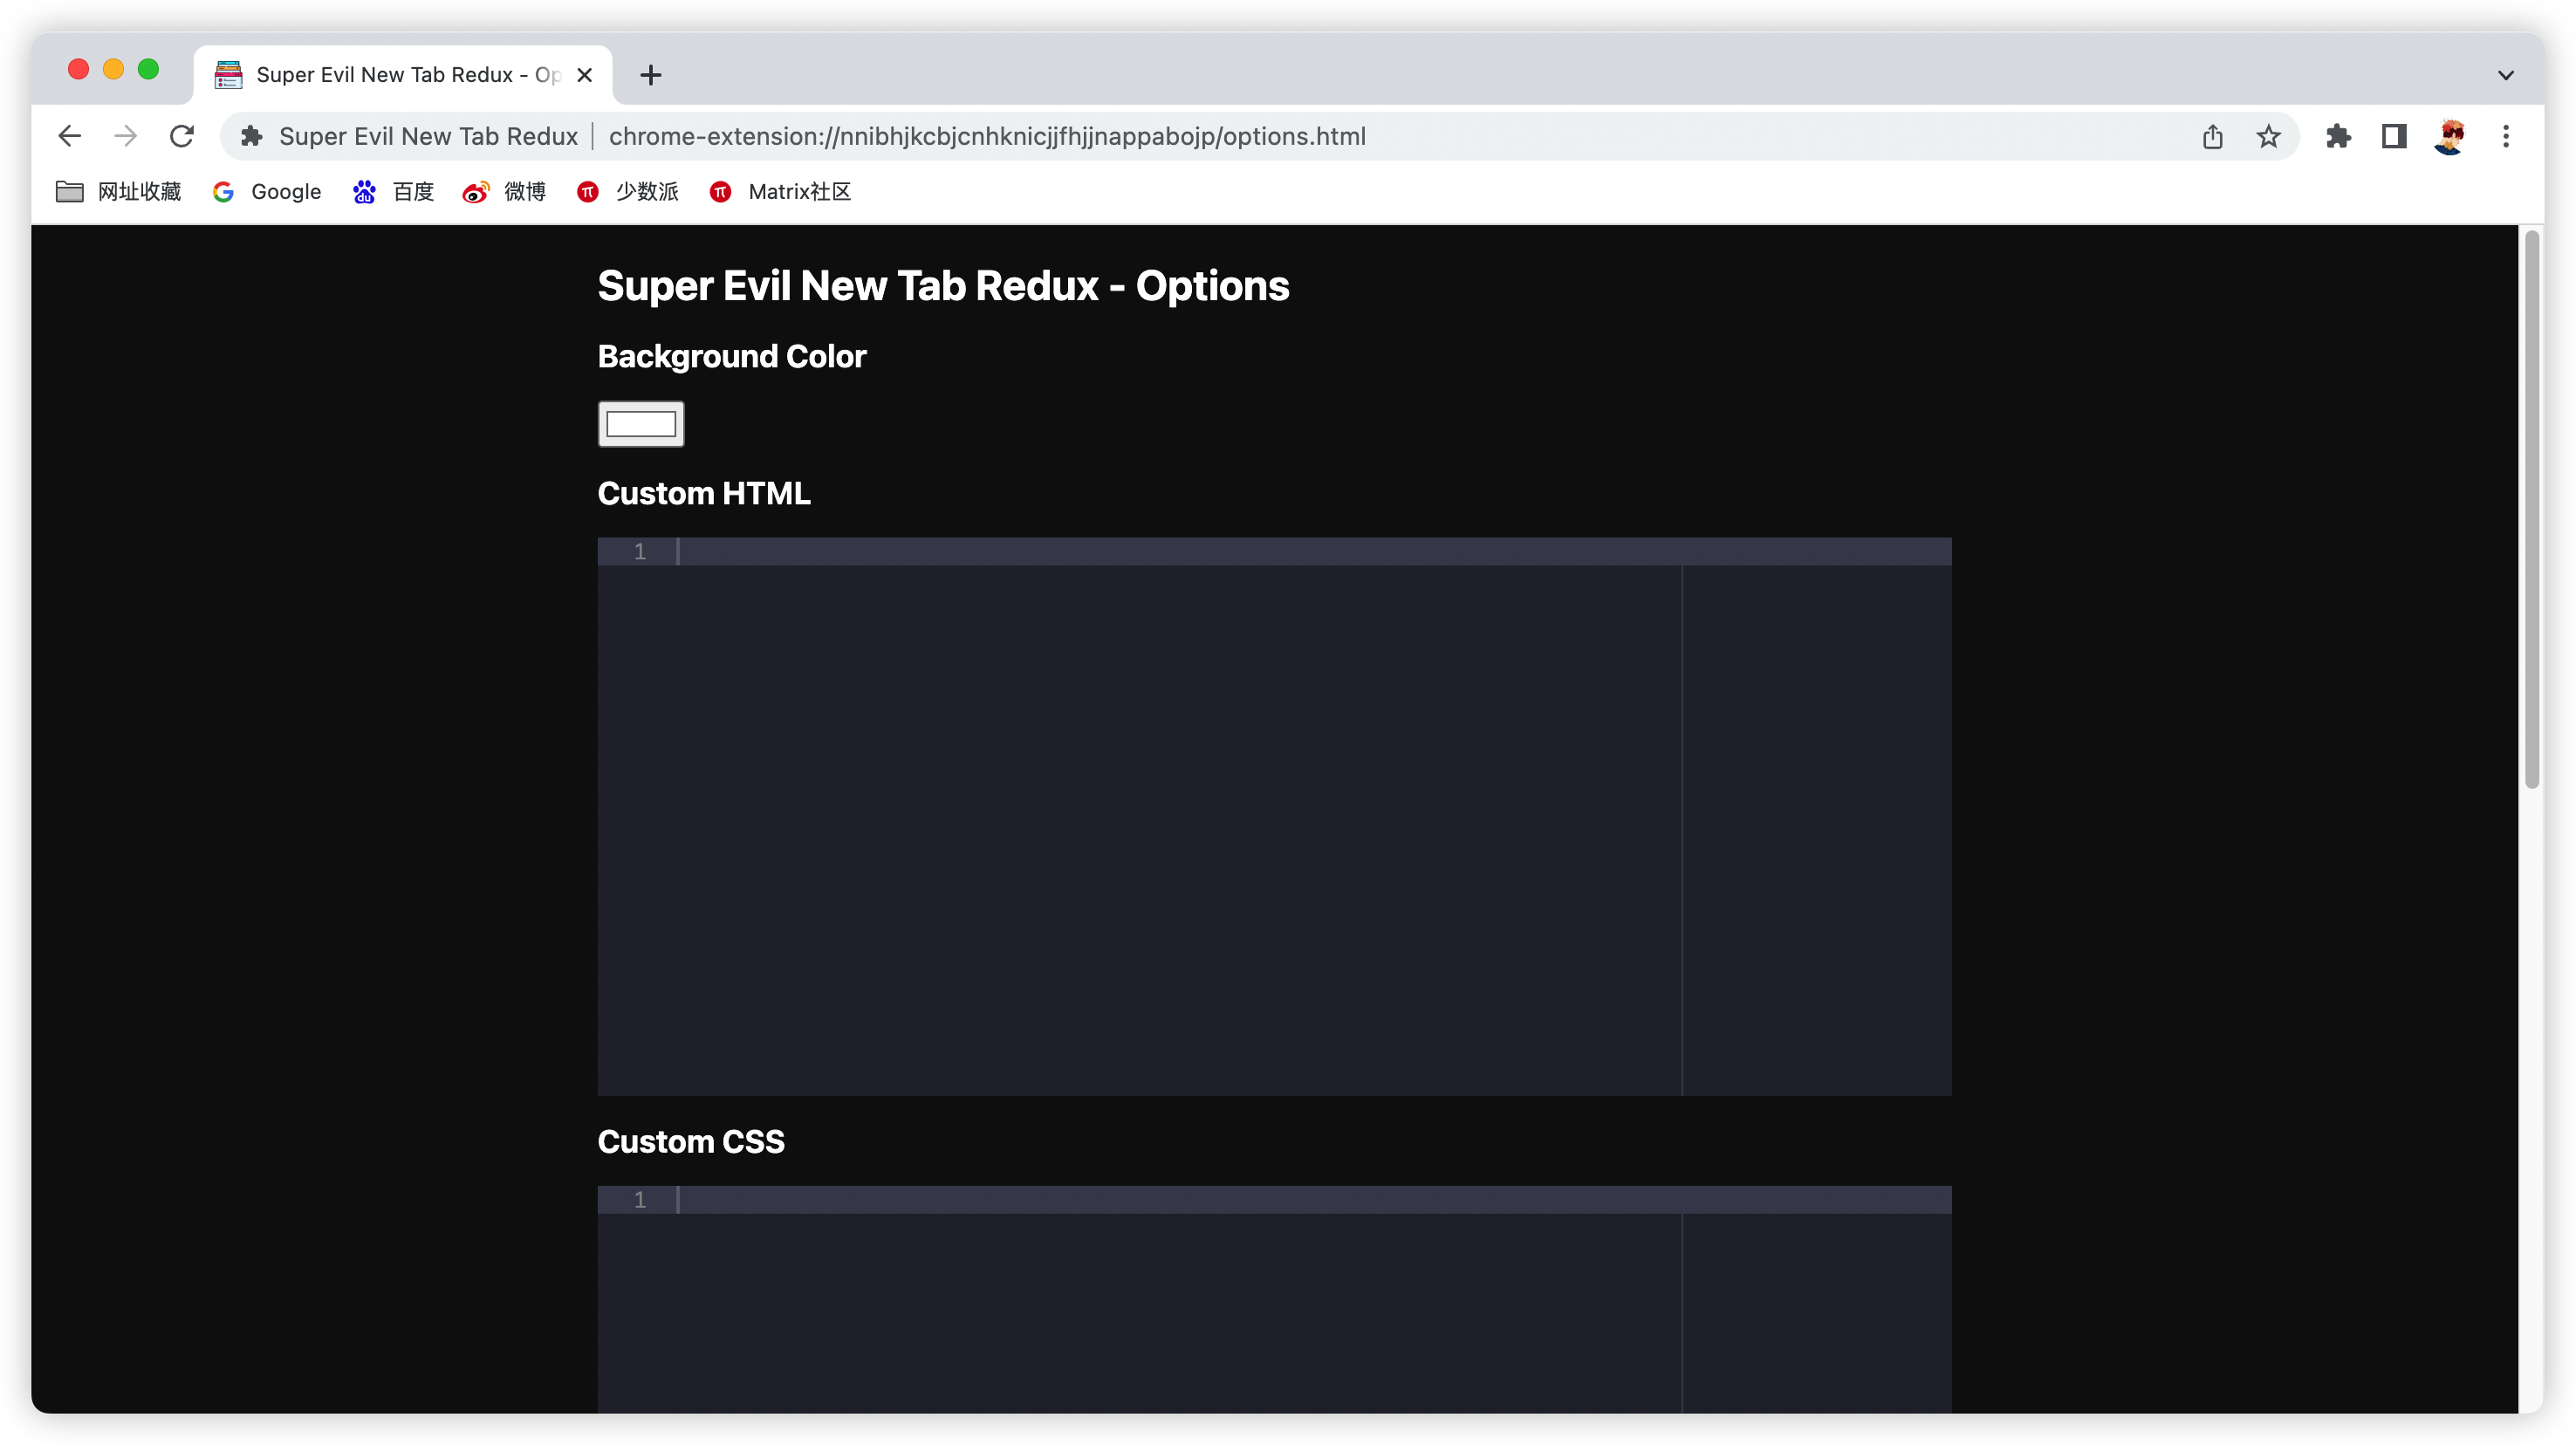 Super Evil New Tab Redux - Op
Super Evil New Tab Redux | chrome-extension://nnibhjkcbjcnhknicjjfhjjnappabojp/options.html
网址收藏 Google 百度 微博 少数派 Matrix社区
Super Evil New Tab Redux - Options
Background Color
Custom HTML
1
Custom CSS
1